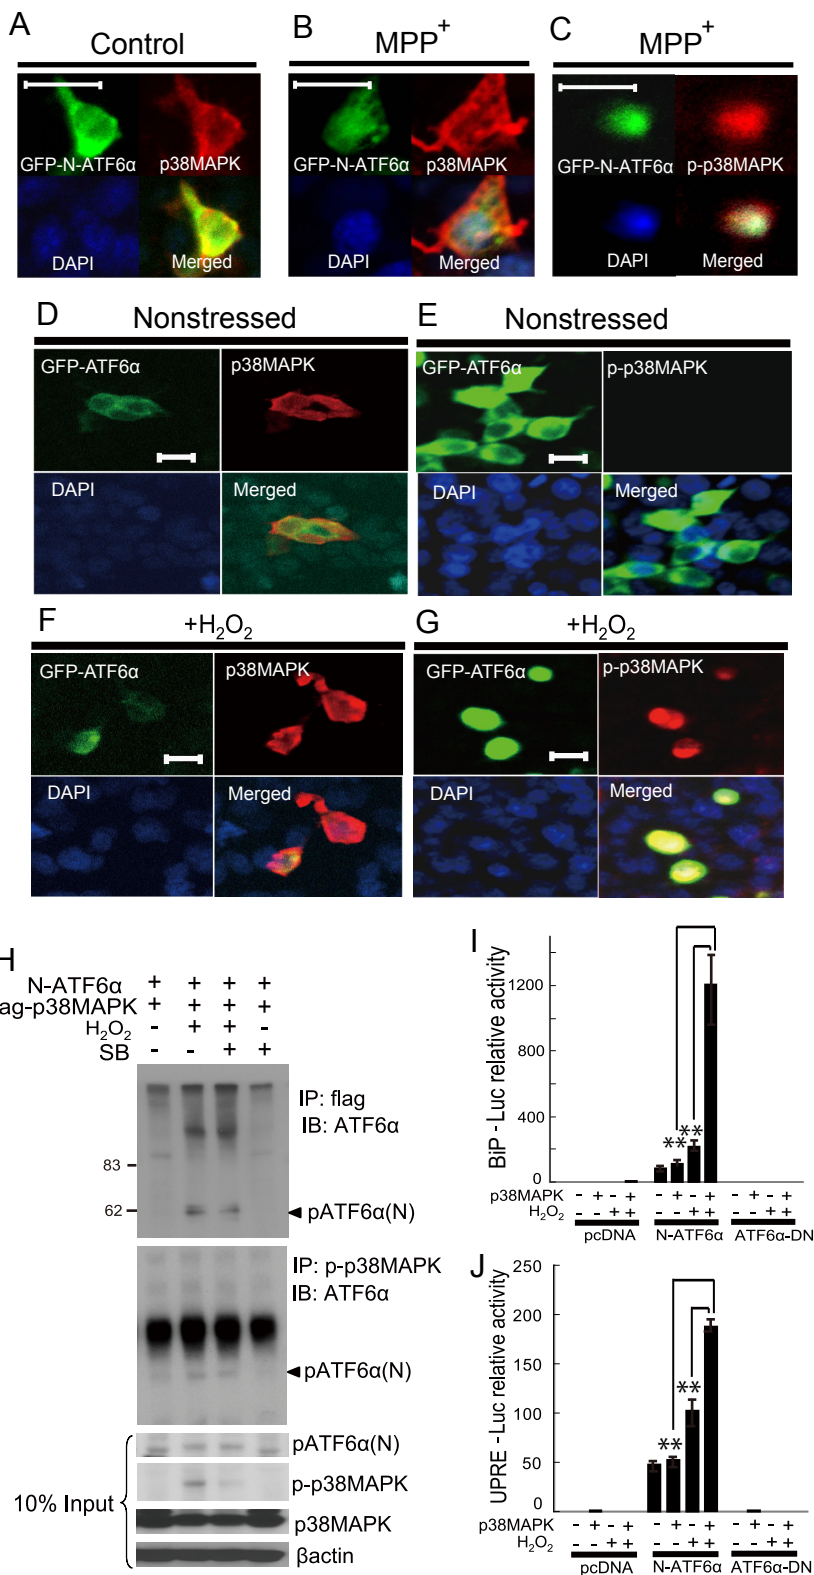 A
Control
GFP-N-ATF6α
p38MAPK
DAPI
Merged
B
MPP+
GFP-N-ATF6α
p38MAPK
DAPI
Merged
C
MPP+
GFP-N-ATF6α
p-p38MAPK
DAPI
Merged
D
Nonstressed
GFP-ATF6α
p38MAPK
DAPI
Merged
E
Nonstressed
GFP-ATF6α
p-p38MAPK
DAPI
Merged
F
+H2O2
GFP-ATF6α
p38MAPK
DAPI
Merged
G
+H2O2
GFP-ATF6α
p-p38MAPK
DAPI
Merged
H
N-ATF6α + + + +
ag-p38MAPK + + + +
H2O2 - + + -
SB - - + +
IP: flag
IB: ATF6α
83
62
pATF6α(N)
IP: p-p38MAPK
IB: ATF6α
pATF6α(N)
10% Input
pATF6α(N)
p-p38MAPK
p38MAPK
βactin
I
BiP - Luc relative activity
1200
800
400
0
** **
p38MAPK - + - + - + - + - + - +
H2O2 - - + + - - + + - - + +
pcDNA N-ATF6α ATF6α-DN
J
UPRE - Luc relative activity
250
200
150
100
50
0
** **
p38MAPK - + - + - + - + - + - +
H2O2 - - + + - - + + - - + +
pcDNA N-ATF6α ATF6α-DN